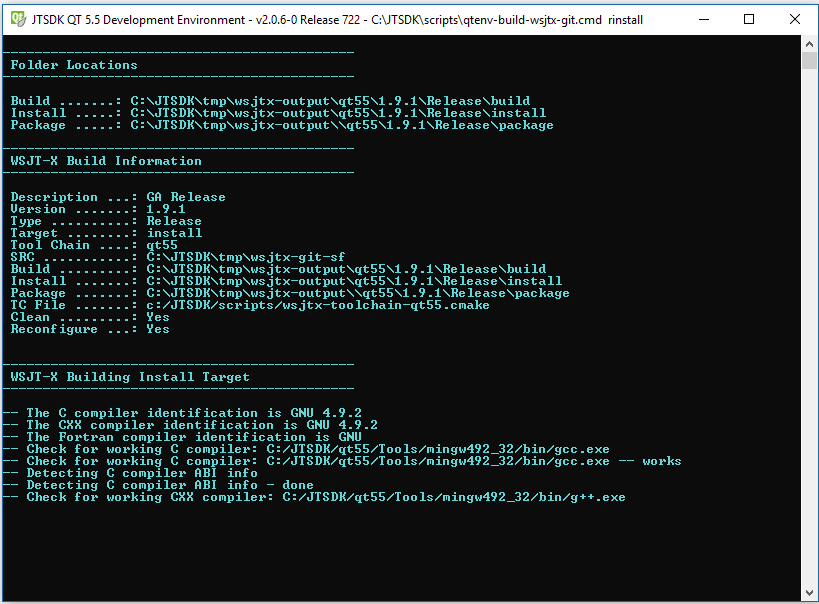 JTSDK QT 5.5 Development Environment - v2.0.6-0 Release 722 - C:\JTSDK\scripts\qtenv-build-wsjtx-git.cmd rinstall
--------------------------------------------
Folder Locations
--------------------------------------------
Build .......: C:\JTSDK\tmp\wsjtx-output\qt55\1.9.1\Release\build
Install .....: C:\JTSDK\tmp\wsjtx-output\qt55\1.9.1\Release\install
Package .....: C:\JTSDK\tmp\wsjtx-output\\qt55\1.9.1\Release\package
--------------------------------------------
WSJT-X Build Information
--------------------------------------------
Description ...: GA Release
Version .......: 1.9.1
Type ..........: Release
Target ........: install
Tool Chain ....: qt55
SRC ...........: C:\JTSDK\tmp\wsjtx-git-sf
Build .........: C:\JTSDK\tmp\wsjtx-output\qt55\1.9.1\Release\build
Install .......: C:\JTSDK\tmp\wsjtx-output\qt55\1.9.1\Release\install
Package .......: C:\JTSDK\tmp\wsjtx-output\\qt55\1.9.1\Release\package
TC File .......: c:/JTSDK/scripts/wsjtx-toolchain-qt55.cmake
Clean .........: Yes
Reconfigure ...: Yes
--------------------------------------------
WSJT-X Building Install Target
--------------------------------------------
-- The C compiler identification is GNU 4.9.2
-- The CXX compiler identification is GNU 4.9.2
-- The Fortran compiler identification is GNU
-- Check for working C compiler: C:/JTSDK/qt55/Tools/mingw492_32/bin/gcc.exe
-- Check for working C compiler: C:/JTSDK/qt55/Tools/mingw492_32/bin/gcc.exe -- works
-- Detecting C compiler ABI info
-- Detecting C compiler ABI info - done
-- Check for working CXX compiler: C:/JTSDK/qt55/Tools/mingw492_32/bin/g++.exe